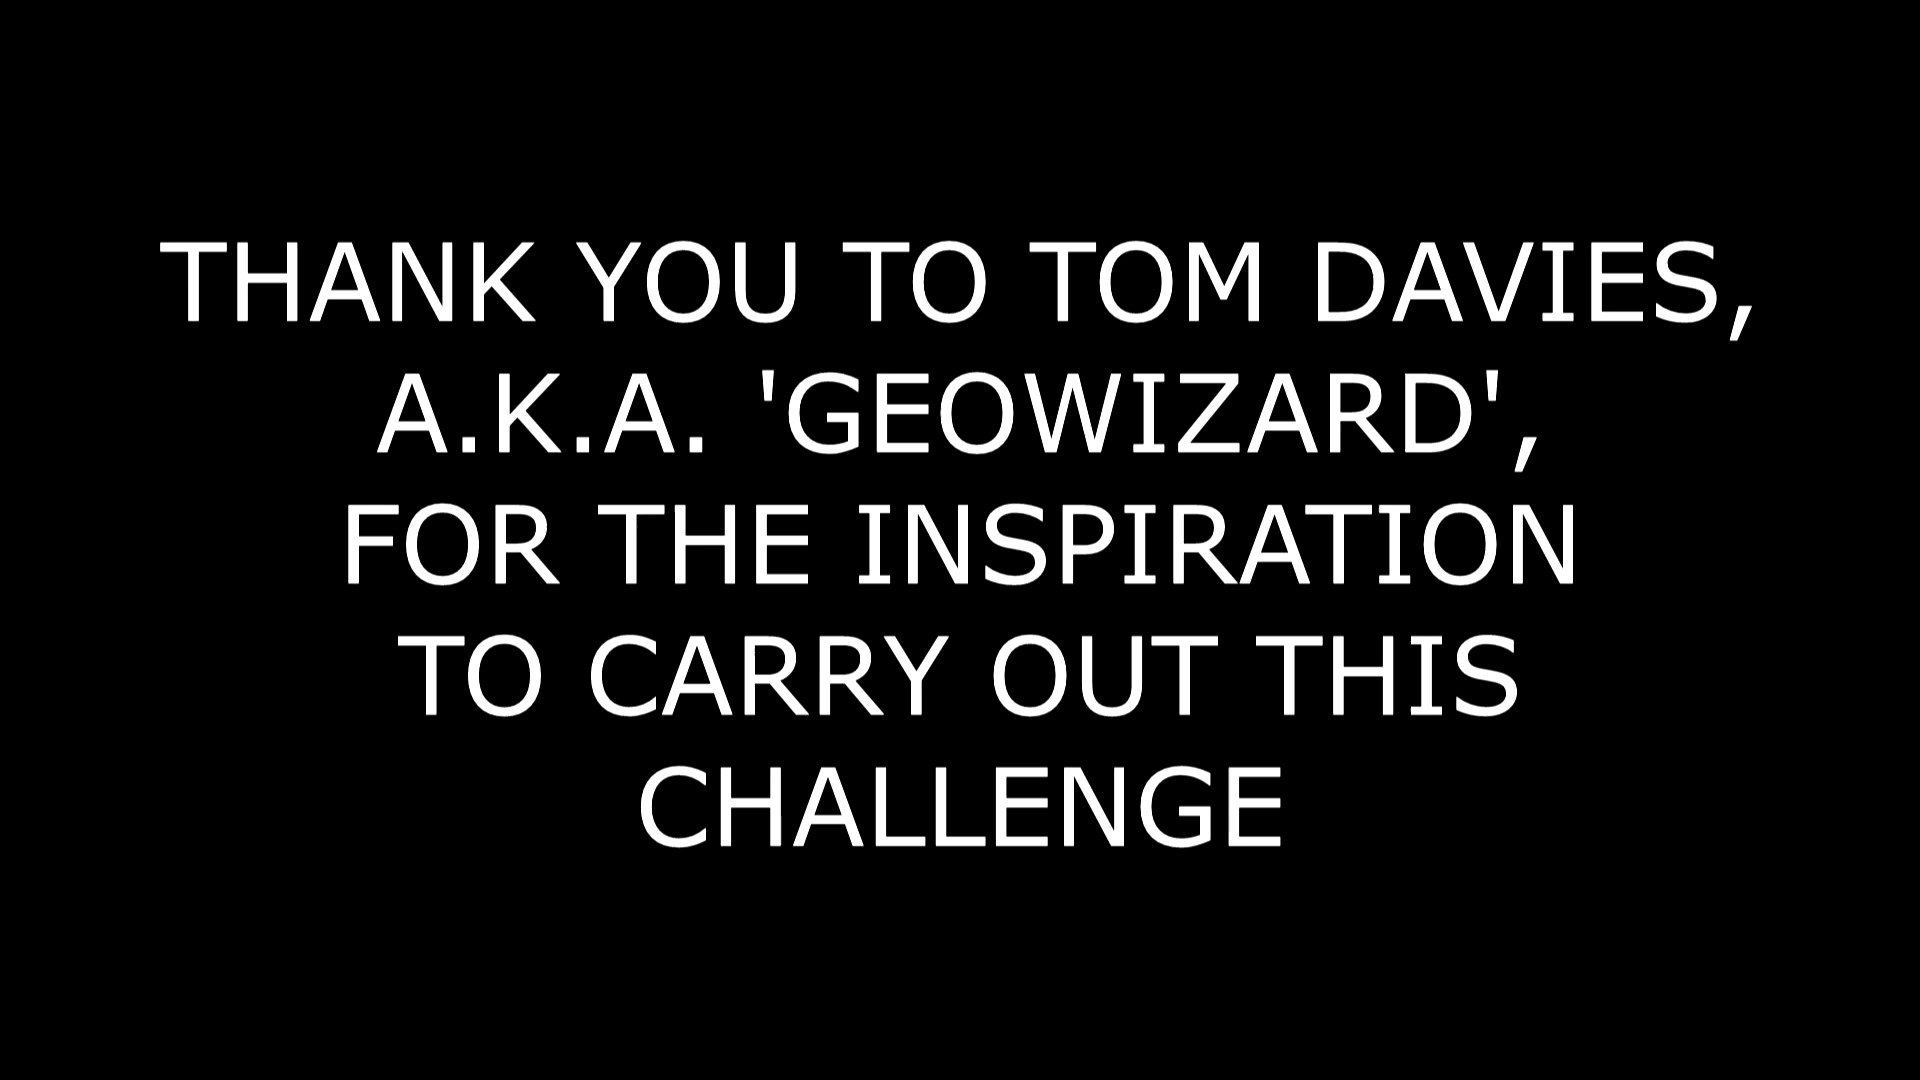 THANK YOU TO TOM DAVIES,
A.K.A. 'GEOWIZARD',
FOR THE INSPIRATION
TO CARRY OUT THIS
CHALLENGE